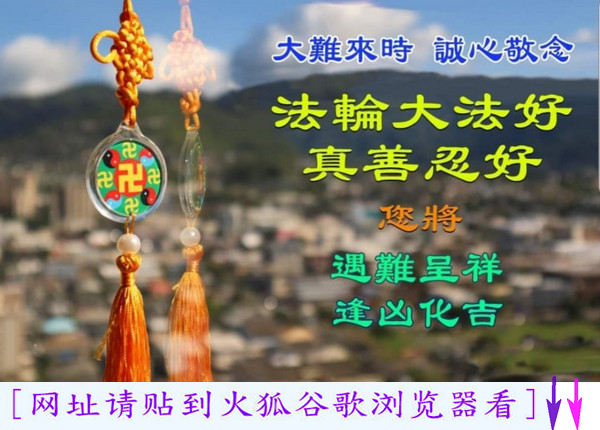 大難來時 誠心敬念
法輪大法好
真善忍好
您將
遇難呈祥
逢凶化吉
[网址请贴到火狐谷歌浏览器看]